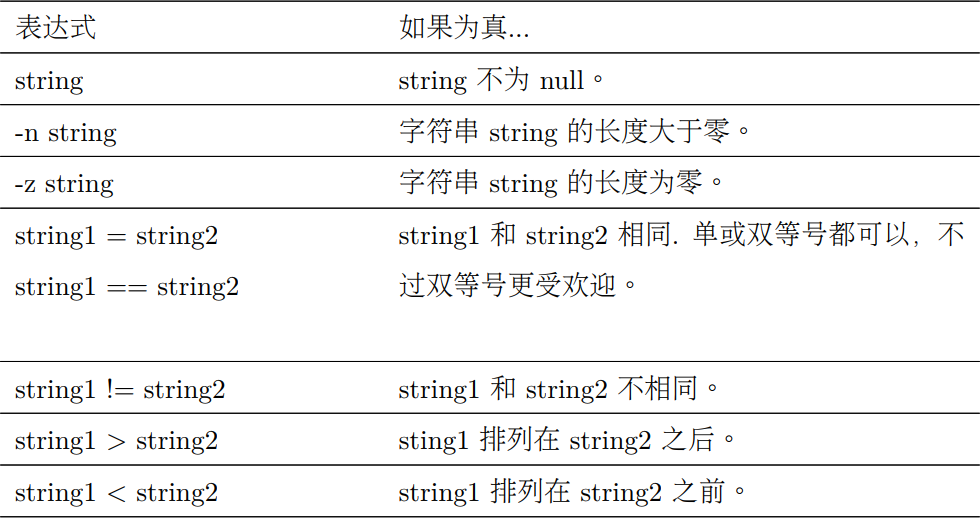 表达式 如果为真...
string string 不为 null。
-n string 字符串 string 的长度大于零。
-z string 字符串 string 的长度为零。
string1 = string2 string1 和 string2 相同. 单或双等号都可以，不
string1 == string2 过双等号更受欢迎。
string1 != string2 string1 和 string2 不相同。
string1 > string2 sting1 排列在 string2 之后。
string1 < string2 string1 排列在 string2 之前。